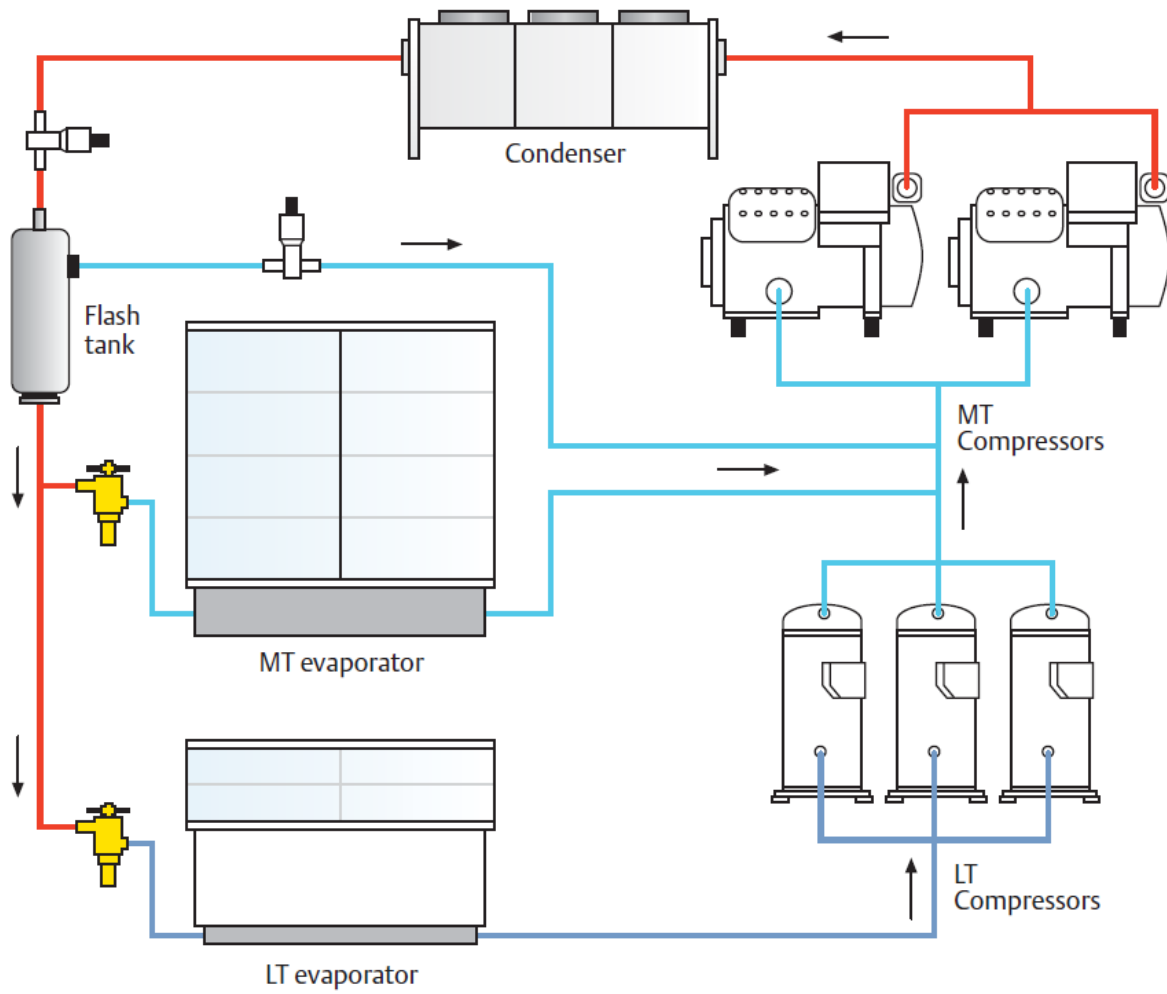 Condenser
Flash
tank
MT
Compressors
MT evaporator
LT
Compressors
LT evaporator